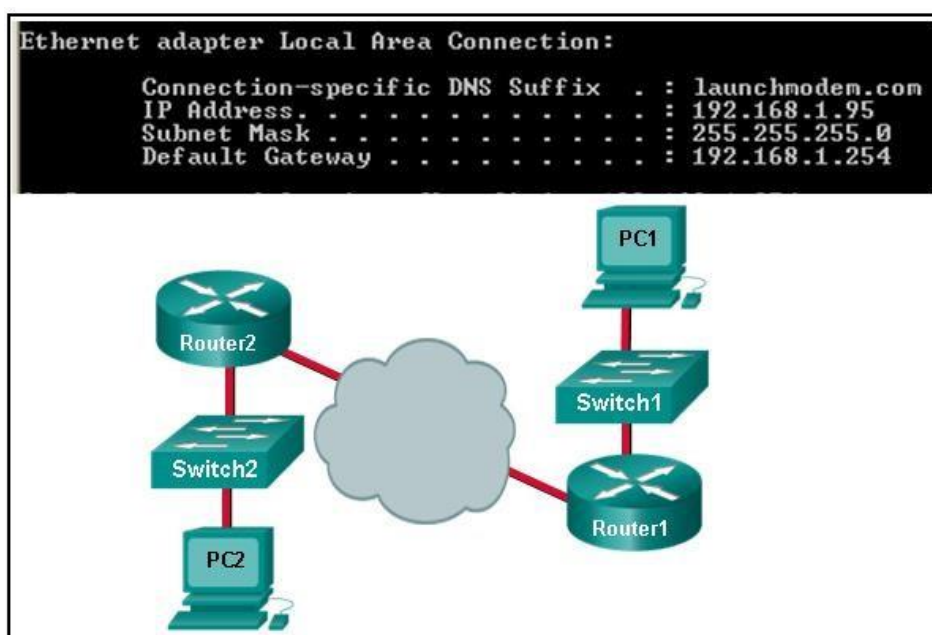 Ethernet adapter Local Area Connection:
Connection-specific DNS Suffix . : launchmodem.com
IP Address. . . . . . . . . . . . : 192.168.1.95
Subnet Mask . . . . . . . . . . . : 255.255.255.0
Default Gateway . . . . . . . . . : 192.168.1.254
PC1
Router2
Switch1
Switch2
Router1
PC2